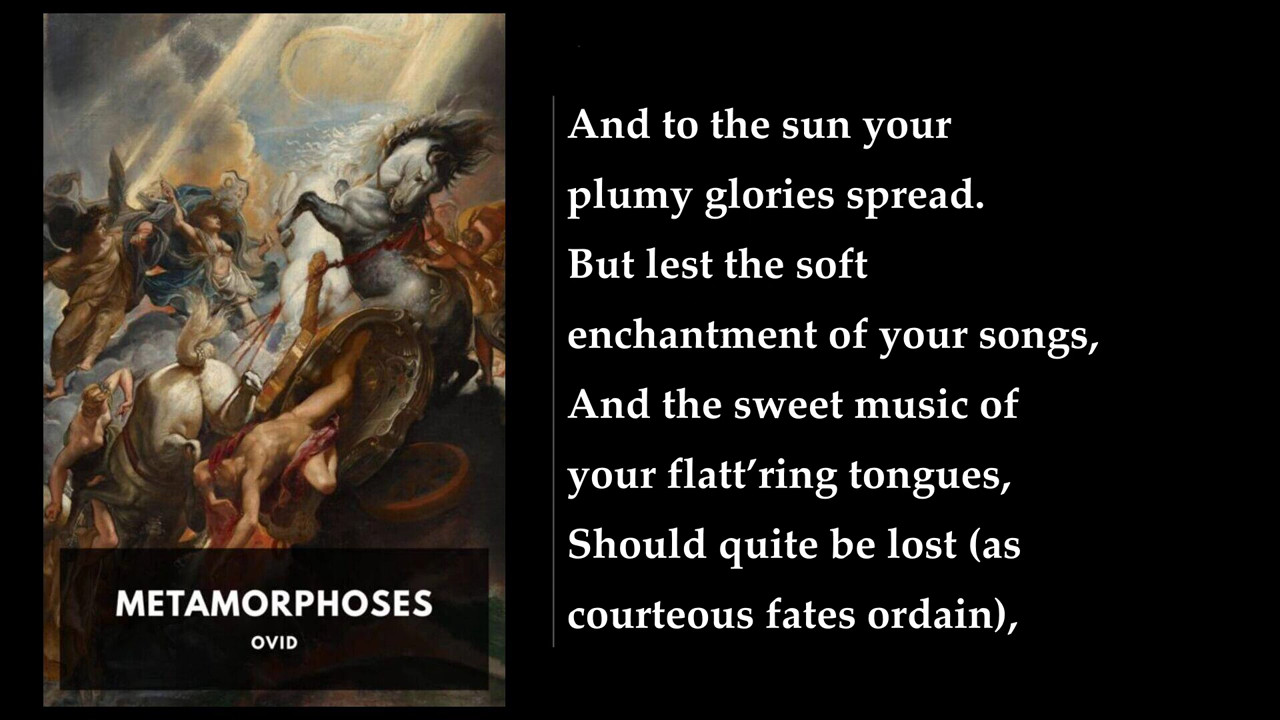 METAMORPHOSES
OVID
And to the sun your
plumy glories spread.
But lest the soft
enchantment of your songs,
And the sweet music of
your flatt’ring tongues,
Should quite be lost (as
courteous fates ordain),